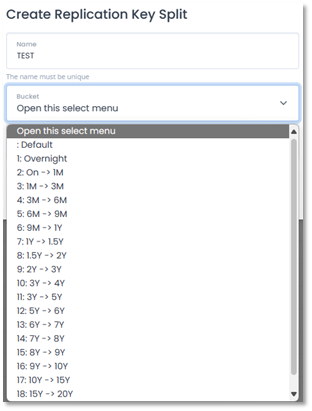 Create Replication Key Split
Name
TEST
The name must be unique
Bucket
Open this select menu
Open this select menu
: Default
1: Overnight
2: On -> 1M
3: 1M -> 3M
4: 3M -> 6M
5: 6M -> 9M
6: 9M -> 1Y
7: 1Y -> 1.5Y
8: 1.5Y -> 2Y
9: 2Y -> 3Y
10: 3Y -> 4Y
11: 3Y -> 5Y
12: 5Y -> 6Y
13: 6Y -> 7Y
14: 7Y -> 8Y
15: 8Y -> 9Y
16: 9Y -> 10Y
17: 10Y -> 15Y
18: 15Y -> 20Y